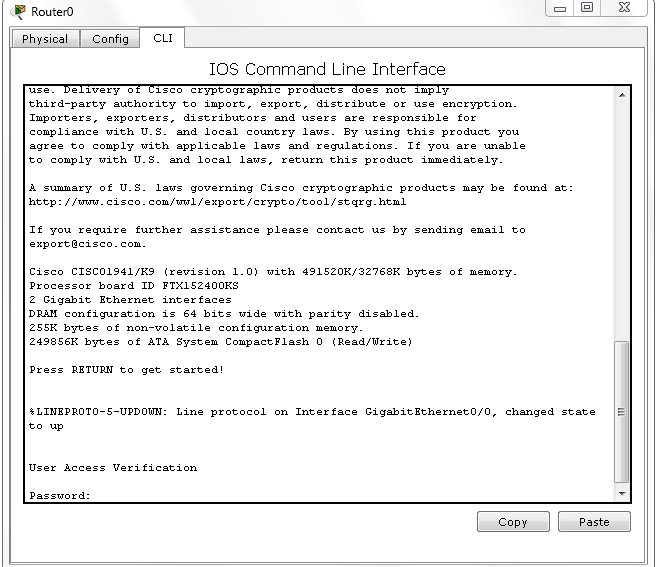 Router0
Physical Config CLI
IOS Command Line Interface
use. Delivery of Cisco cryptographic products does not imply
third-party authority to import, export, distribute or use encryption.
Importers, exporters, distributors and users are responsible for
compliance with U.S. and local country laws. By using this product you
agree to comply with applicable laws and regulations. If you are unable
to comply with U.S. and local laws, return this product immediately.
A summary of U.S. laws governing Cisco cryptographic products may be found at:
http://www.cisco.com/wwl/export/crypto/tool/stqrg.html
If you require further assistance please contact us by sending email to
export@cisco.com.
Cisco CISCO1941/K9 (revision 1.0) with 491520K/32768K bytes of memory.
Processor board ID FTX152400KS
2 Gigabit Ethernet interfaces
DRAM configuration is 64 bits wide with parity disabled.
255K bytes of non-volatile configuration memory.
249856K bytes of ATA System CompactFlash 0 (Read/Write)
Press RETURN to get started!
%LINEPROTO-5-UPDOWN: Line protocol on Interface GigabitEthernet0/0, changed state
to up
User Access Verification
Password:
Copy Paste